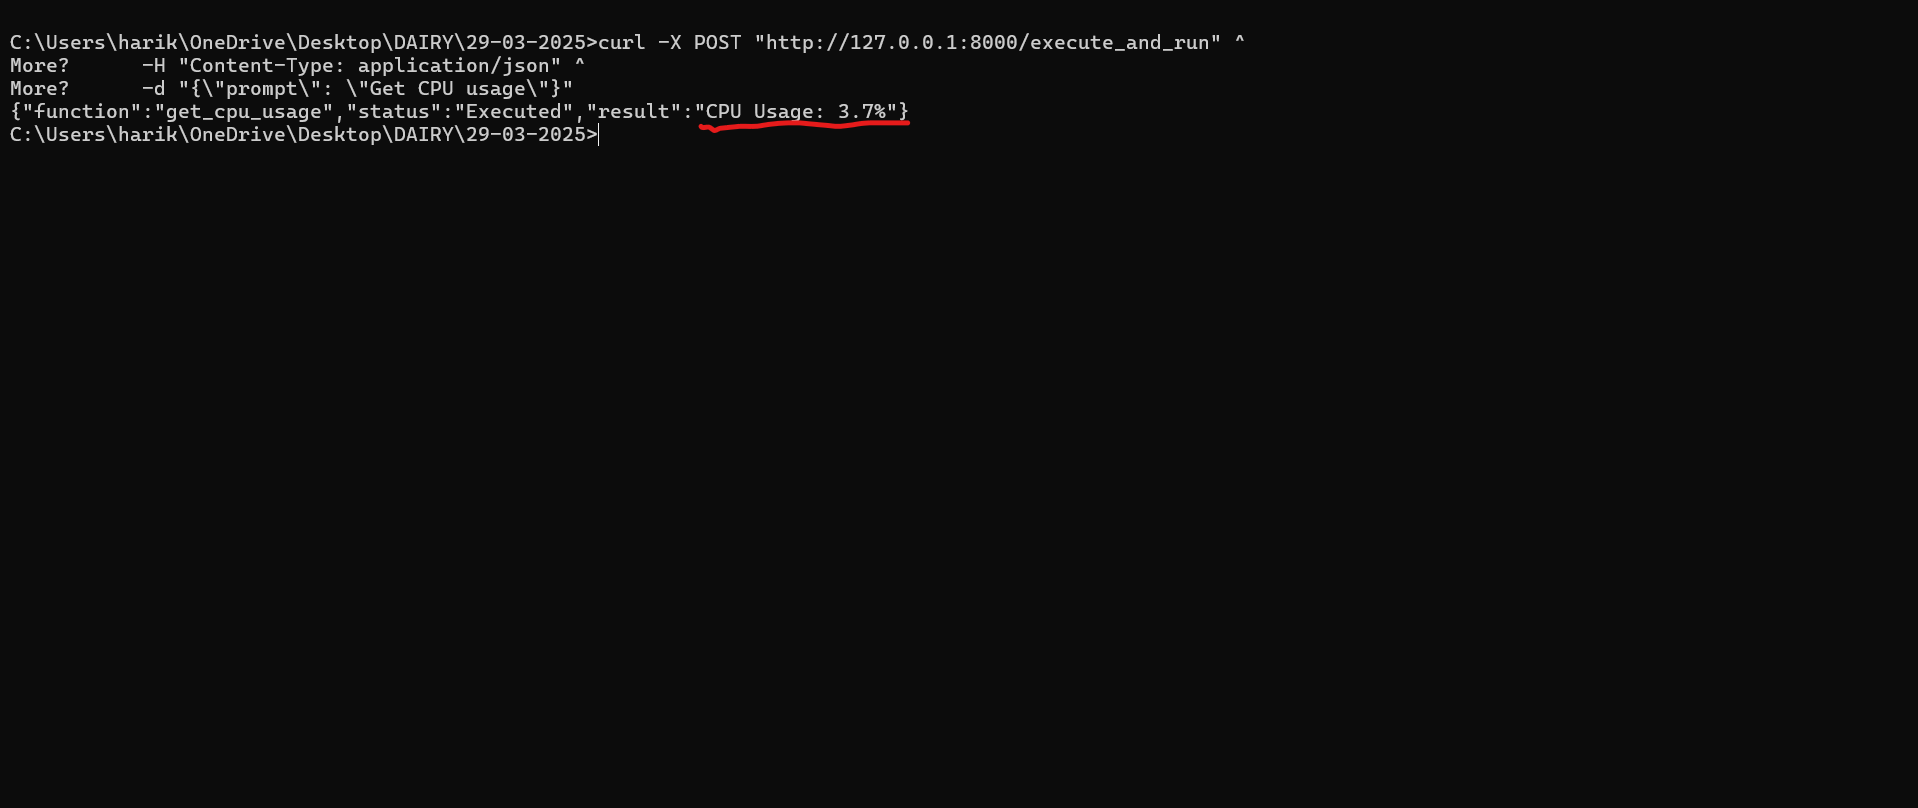 C:\Users\harik\OneDrive\Desktop\DAIRY\29-03-2025>curl -X POST "http://127.0.0.1:8000/execute_and_run" ^
More?      -H "Content-Type: application/json" ^
More?      -d "{\"prompt\": \"Get CPU usage\"}"
{"function":"get_cpu_usage","status":"Executed","result":"CPU Usage: 3.7%"}
C:\Users\harik\OneDrive\Desktop\DAIRY\29-03-2025>